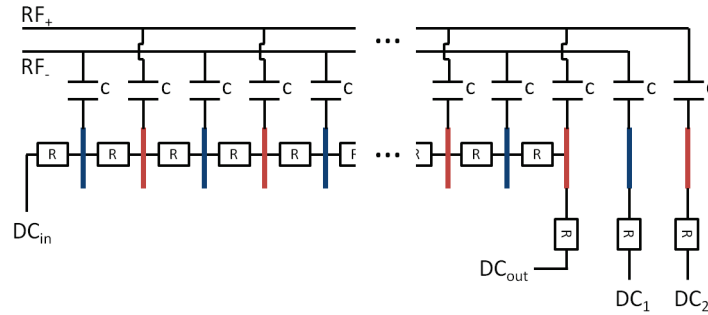 RF+
...
RF-
C C C C C C C C C C
R R R R R R ... R R R
R R R
DCin
DCout
DC1 DC2